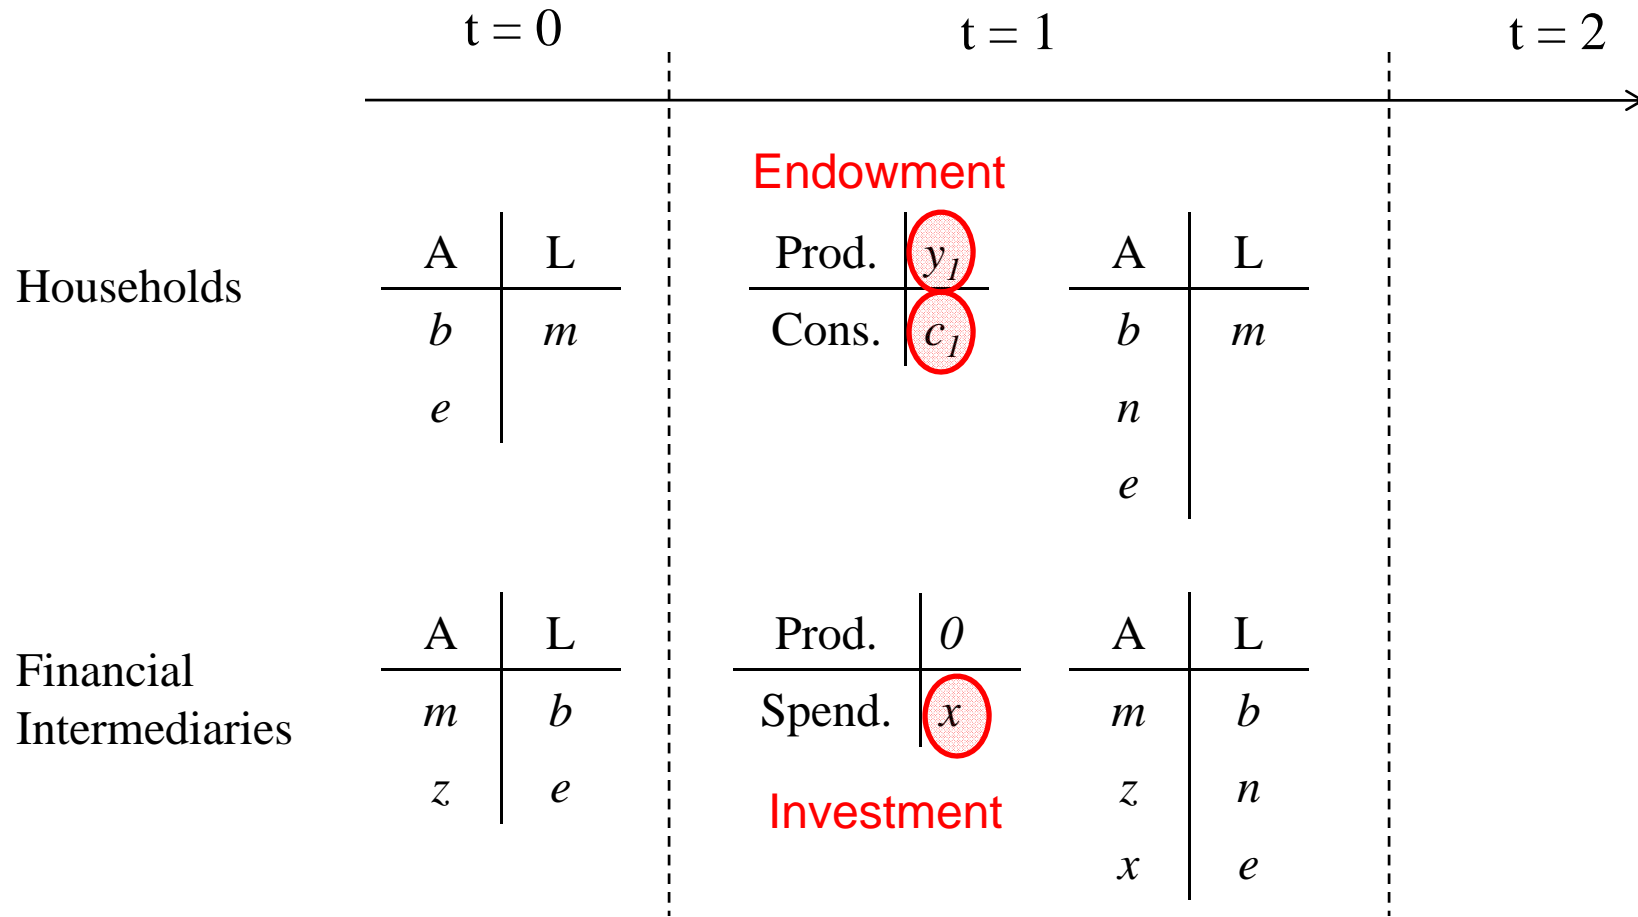 t = 0 t = 1 t = 2
Endowment
Households
A L
b m
e
Prod. y1
Cons. c1
A L
b m
n
e
Financial
Intermediaries
A L
m b
z e
Prod. 0
Spend. x
Investment
A L
m b
z n
x e